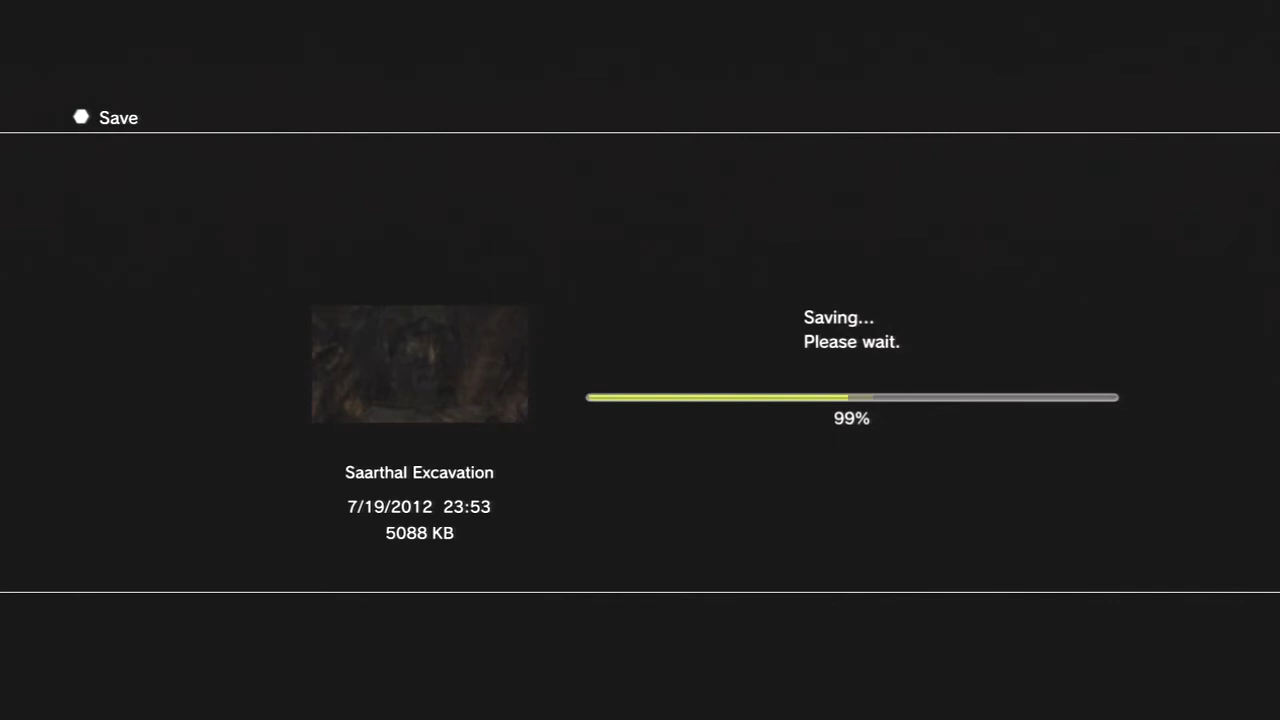 Save
Saving...
Please wait.
99%
Saarthal Excavation
7/19/2012 23:53
5088 KB